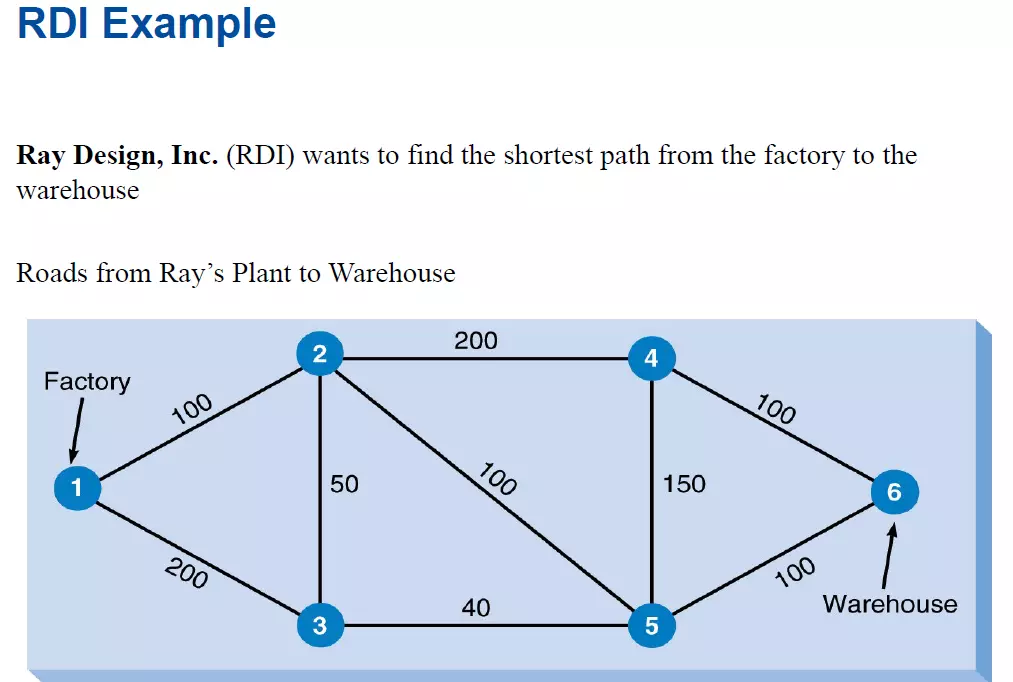 RDI Example
Ray Design, Inc. (RDI) wants to find the shortest path from the factory to the
warehouse
Roads from Ray’s Plant to Warehouse
200
2
4
Factory
100
100
1
50
100
150
6
200
100
40
Warehouse
3
5